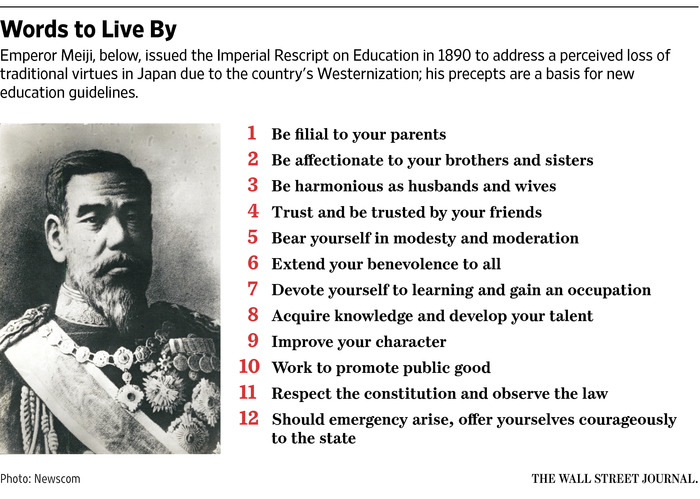 Words to Live By
Emperor Meiji, below, issued the Imperial Rescript on Education in 1890 to address a perceived loss of
traditional virtues in Japan due to the country's Westernization; his precepts are a basis for new
education guidelines.
1 Be filial to your parents
2 Be affectionate to your brothers and sisters
3 Be harmonious as husbands and wives
4 Trust and be trusted by your friends
5 Bear yourself in modesty and moderation
6 Extend your benevolence to all
7 Devote yourself to learning and gain an occupation
8 Acquire knowledge and develop your talent
9 Improve your character
10 Work to promote public good
11 Respect the constitution and observe the law
12 Should emergency arise, offer yourselves courageously
to the state
Photo: Newscom
THE WALL STREET JOURNAL.